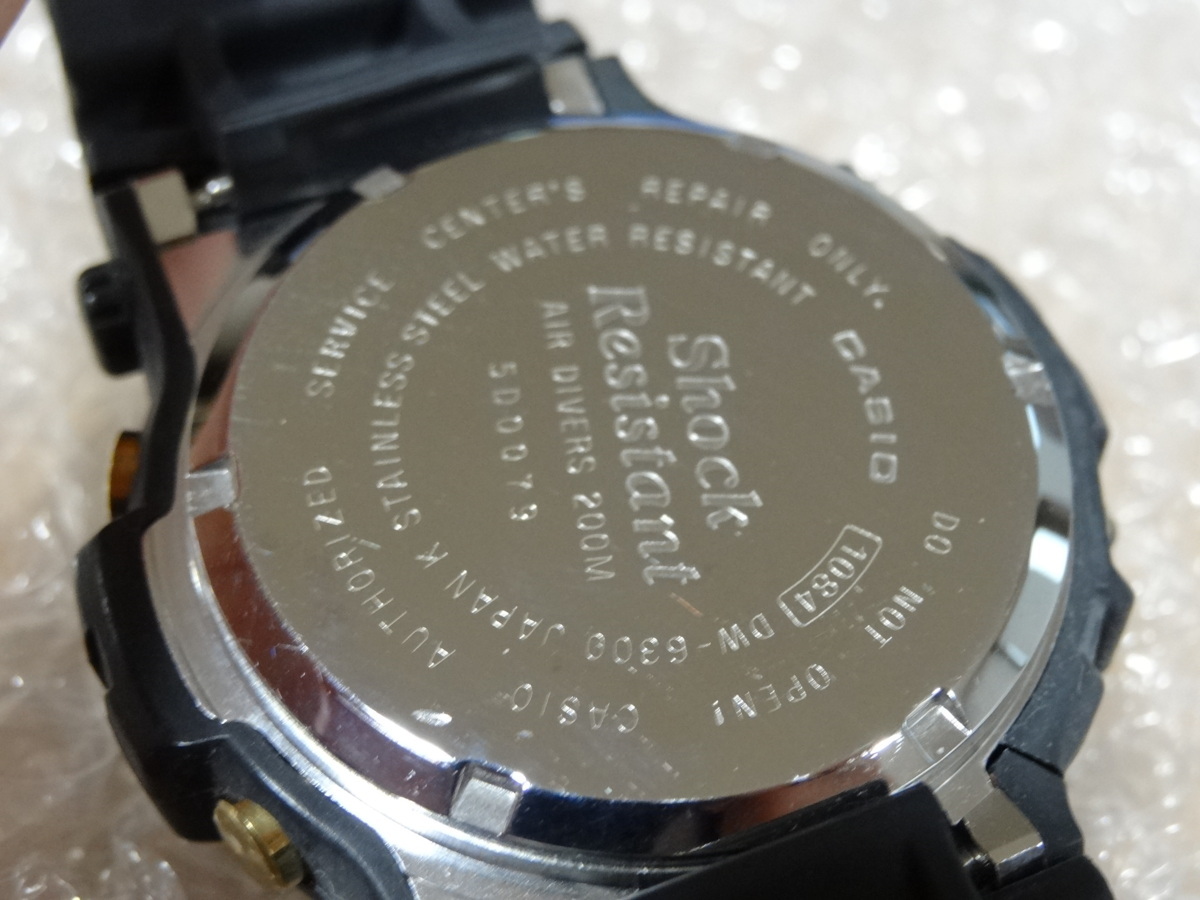 DO NOT OPEN! CASIO AUTHORIZED SERVICE CENTER'S REPAIR ONLY.
CASIO
1084 DW-6300 JAPAN K STAINLESS STEEL WATER RESISTANT
Shock
Resistant
AIR DIVERS 200M
5D0079